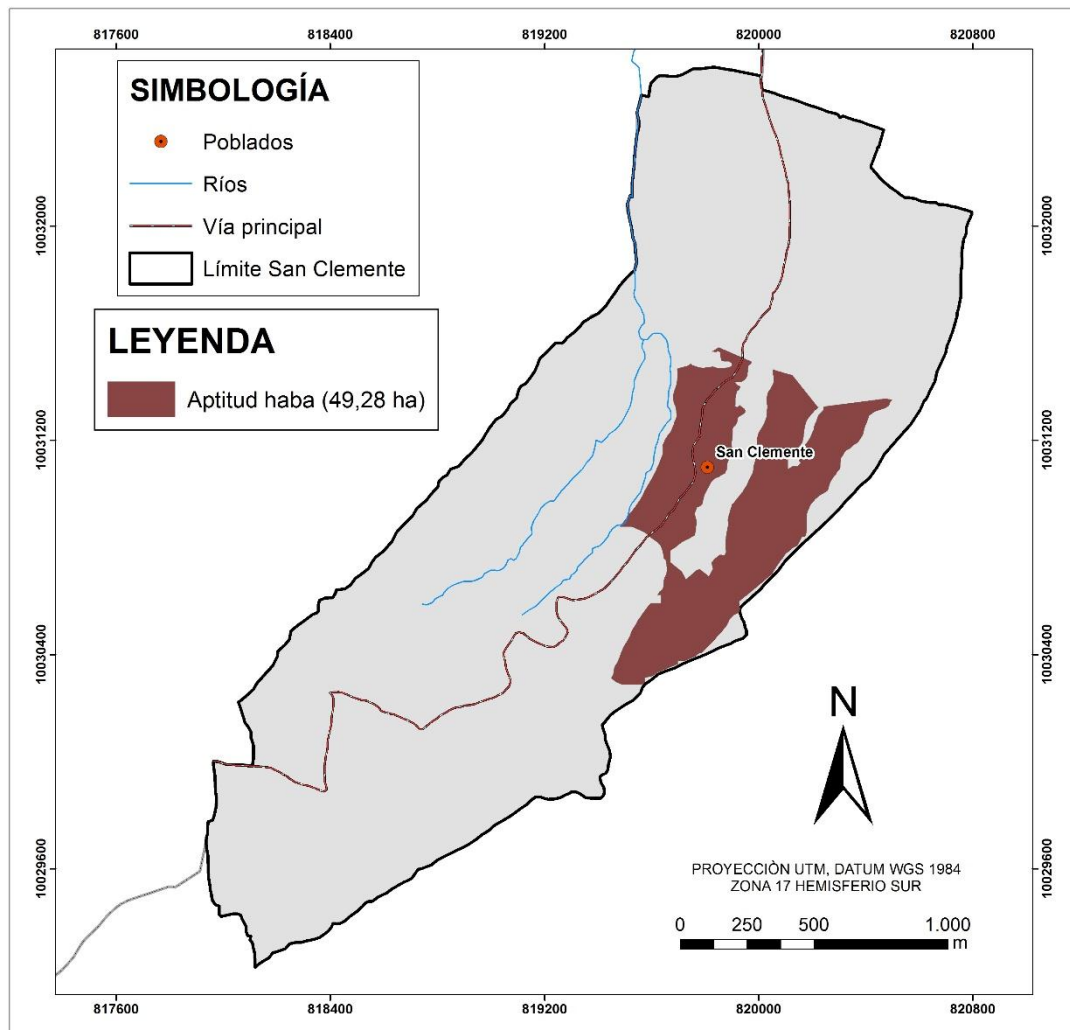 817600 818400 819200 820000 820800
SIMBOLOGÍA
Poblados
Ríos
Vía principal
Límite San Clemente
LEYENDA
Aptitud haba (49,28 ha)
10032000 10032000
10031200 10031200
San Clemente
10030400 10030400
N
10029600 10029600
PROYECCIÒN UTM, DATUM WGS 1984
ZONA 17 HEMISFERIO SUR
0 250 500 1.000
m
817600 818400 819200 820000 820800